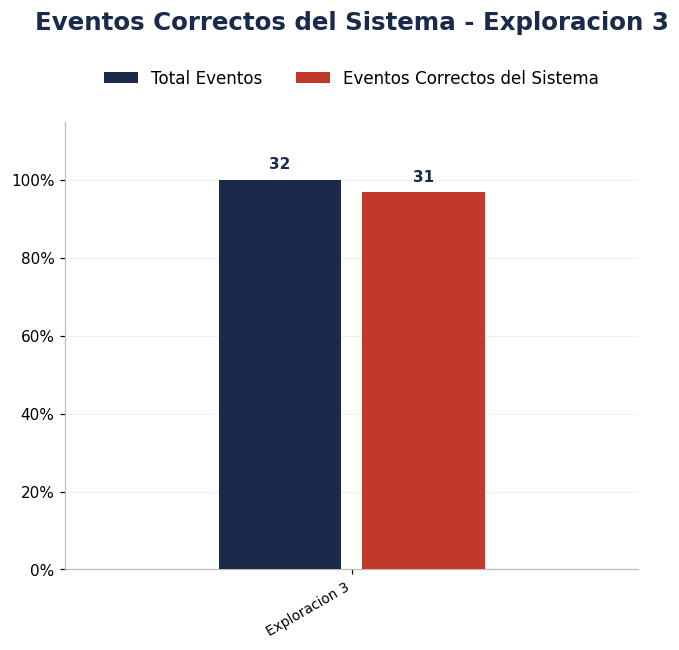 Eventos Correctos del Sistema - Exploracion 3
Total Eventos
Eventos Correctos del Sistema
32
31
100%
80%
60%
40%
20%
0%
Exploracion 3